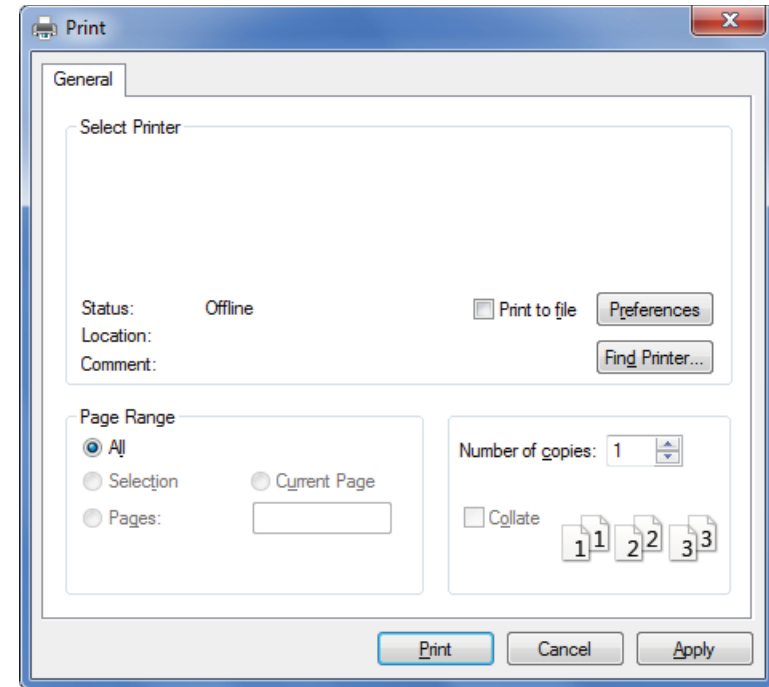 Print
General
Select Printer
Status: Offline
Print to file
Preferences
Location:
Comment:
Find Printer...
Page Range
All
Selection
Current Page
Pages:
Number of copies: 1
Collate
1 1 2 2 3 3
Print Cancel Apply